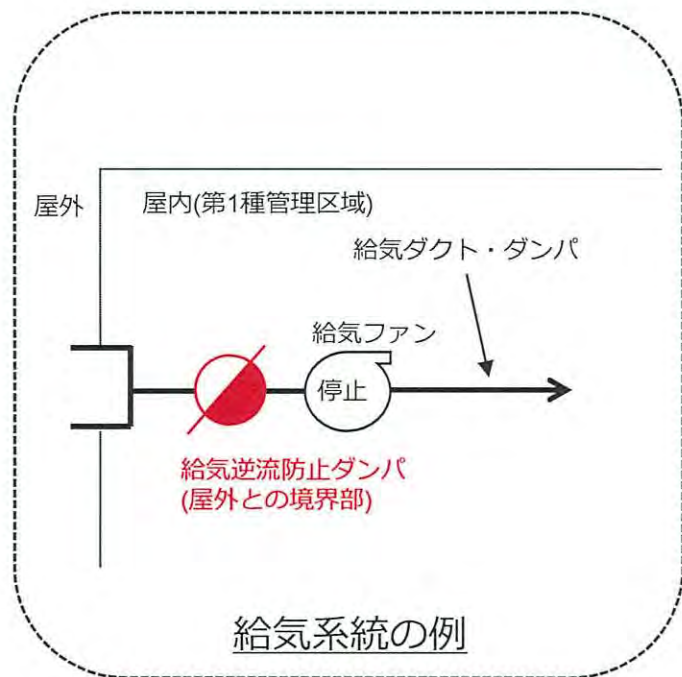 屋外
屋内(第1種管理区域)
給気ダクト・ダンパ
給気ファン
停止
給気逆流防止ダンパ
(屋外との境界部)
給気系統の例